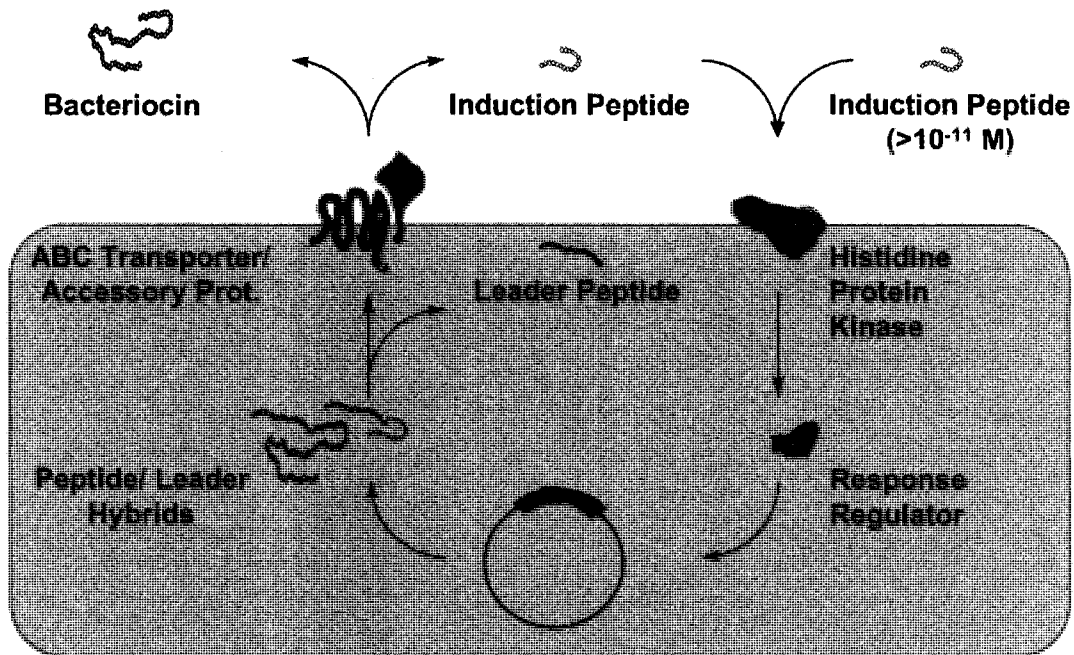 Bacteriocin
Induction Peptide
Induction Peptide
(>10⁻¹¹ M)
ABC Transporter/
Accessory Prot.
Leader Peptide
Histidine
Protein
Kinase
Peptide/ Leader
Hybrids
Response
Regulator